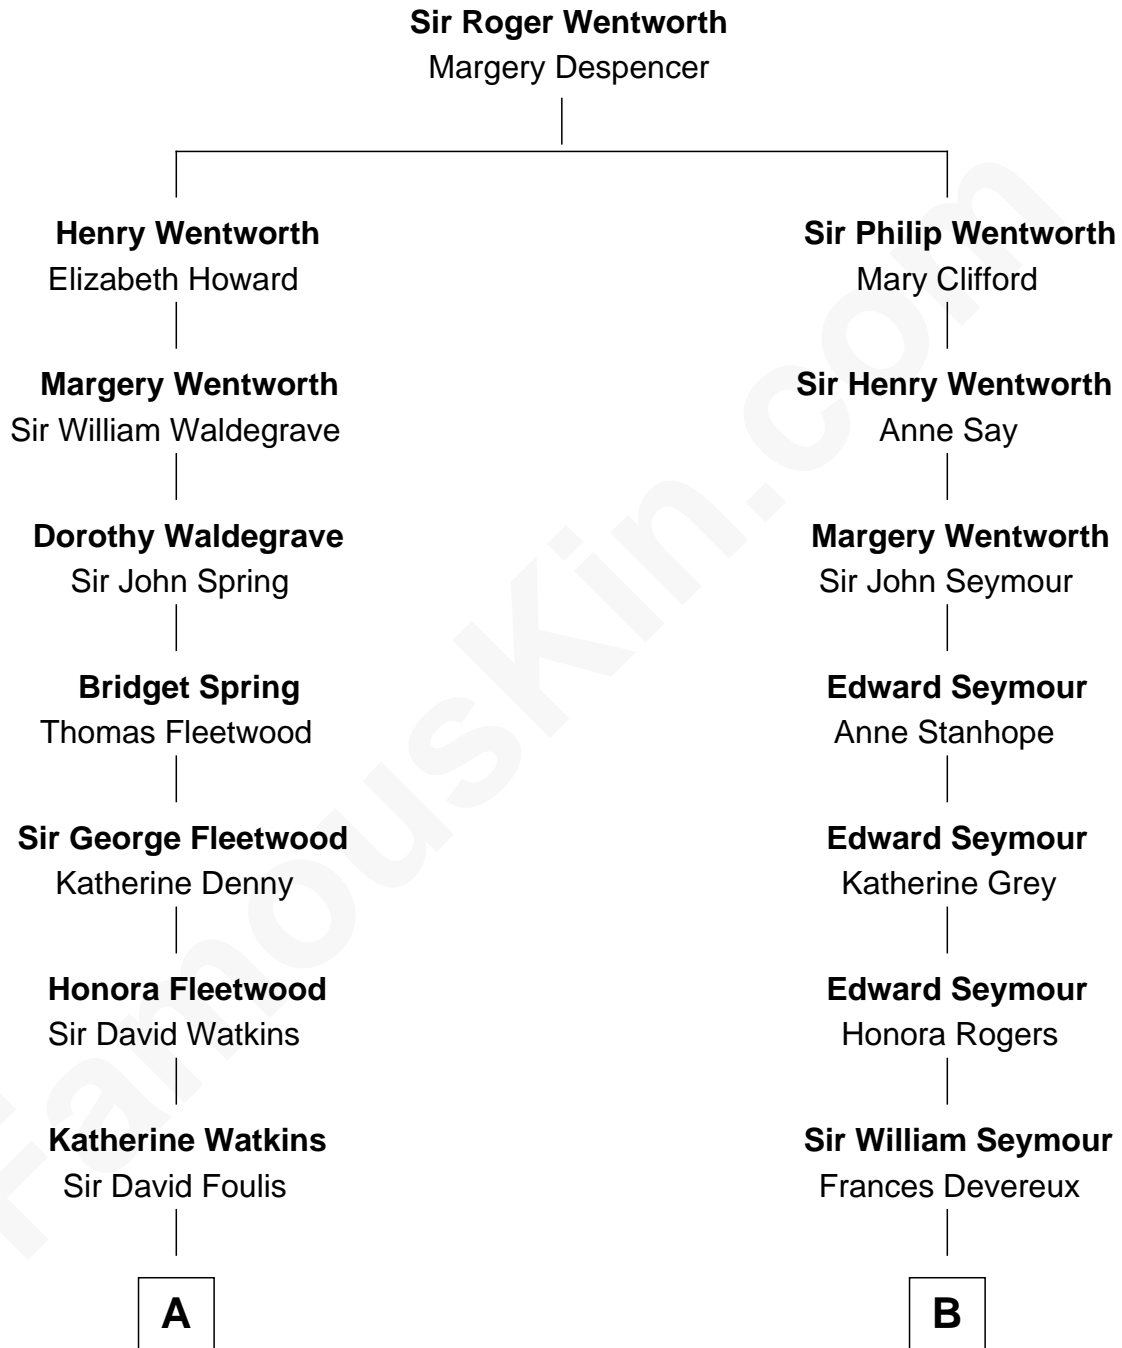 Sir Roger Wentworth
Margery Despencer
Henry Wentworth
Elizabeth Howard
Margery Wentworth
Sir William Waldegrave
Dorothy Waldegrave
Sir John Spring
Bridget Spring
Thomas Fleetwood
Sir George Fleetwood
Katherine Denny
Honora Fleetwood
Sir David Watkins
Katherine Watkins
Sir David Foulis
A
Sir Philip Wentworth
Mary Clifford
Sir Henry Wentworth
Anne Say
Margery Wentworth
Sir John Seymour
Edward Seymour
Anne Stanhope
Edward Seymour
Katherine Grey
Edward Seymour
Honora Rogers
Sir William Seymour
Frances Devereux
B
FamousKin.com